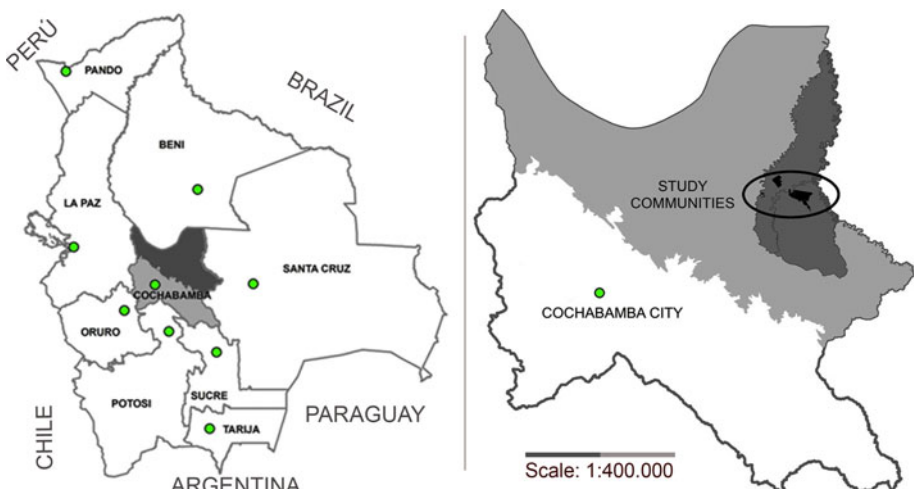 PERÚ
PANDO
BRAZIL
BENI
LA PAZ
SANTA CRUZ
COCHABAMBA
ORURO
POTOSI
SUCRE
PARAGUAY
TARIJA
CHILE
ARGENTINA
STUDY
COMMUNITIES
COCHABAMBA CITY
Scale: 1:400.000